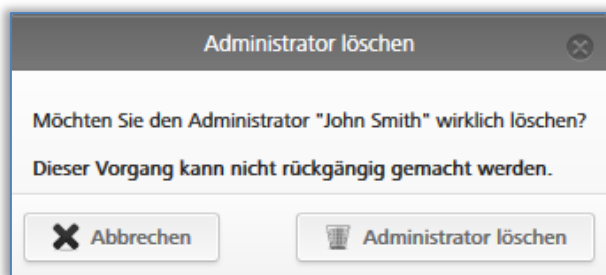 Administrator löschen
Möchten Sie den Administrator "John Smith" wirklich löschen?
Dieser Vorgang kann nicht rückgängig gemacht werden.
Abbrechen
Administrator löschen